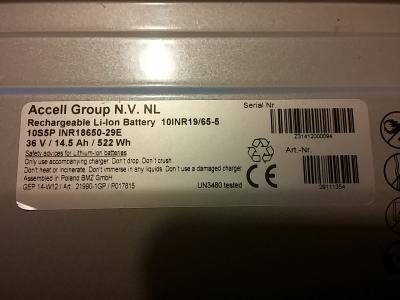 Accell Group N.V. NL
Rechargeable Li-Ion Battery 10INR19/65-5
10S5P INR18650-29E
36 V / 14.5 Ah / 522 Wh
Safety advices for Lithium-Ion batteries
Only use accompanying charger. Don't drop. Don't crush
Don't heat or incinerate. Don't immerse in any liquids. Don't use a damaged charger
Assembled in Poland BMZ GmbH
GEP 14-W12 / Art. 21990-1GP / P017815
UN3480 tested
CE
Serial Nr.
Z31412000094
Art.-Nr.
29111354